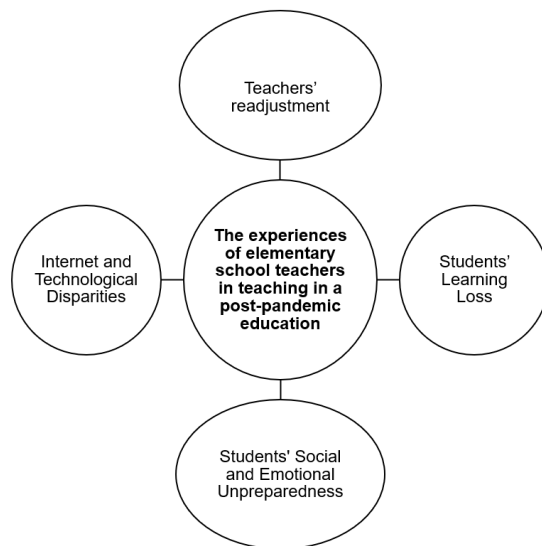 Teachers'
readjustment
Internet and
Technological
Disparities
The experiences
of elementary
school teachers
in teaching in a
post-pandemic
education
Students'
Learning
Loss
Students' Social
and Emotional
Unpreparedness